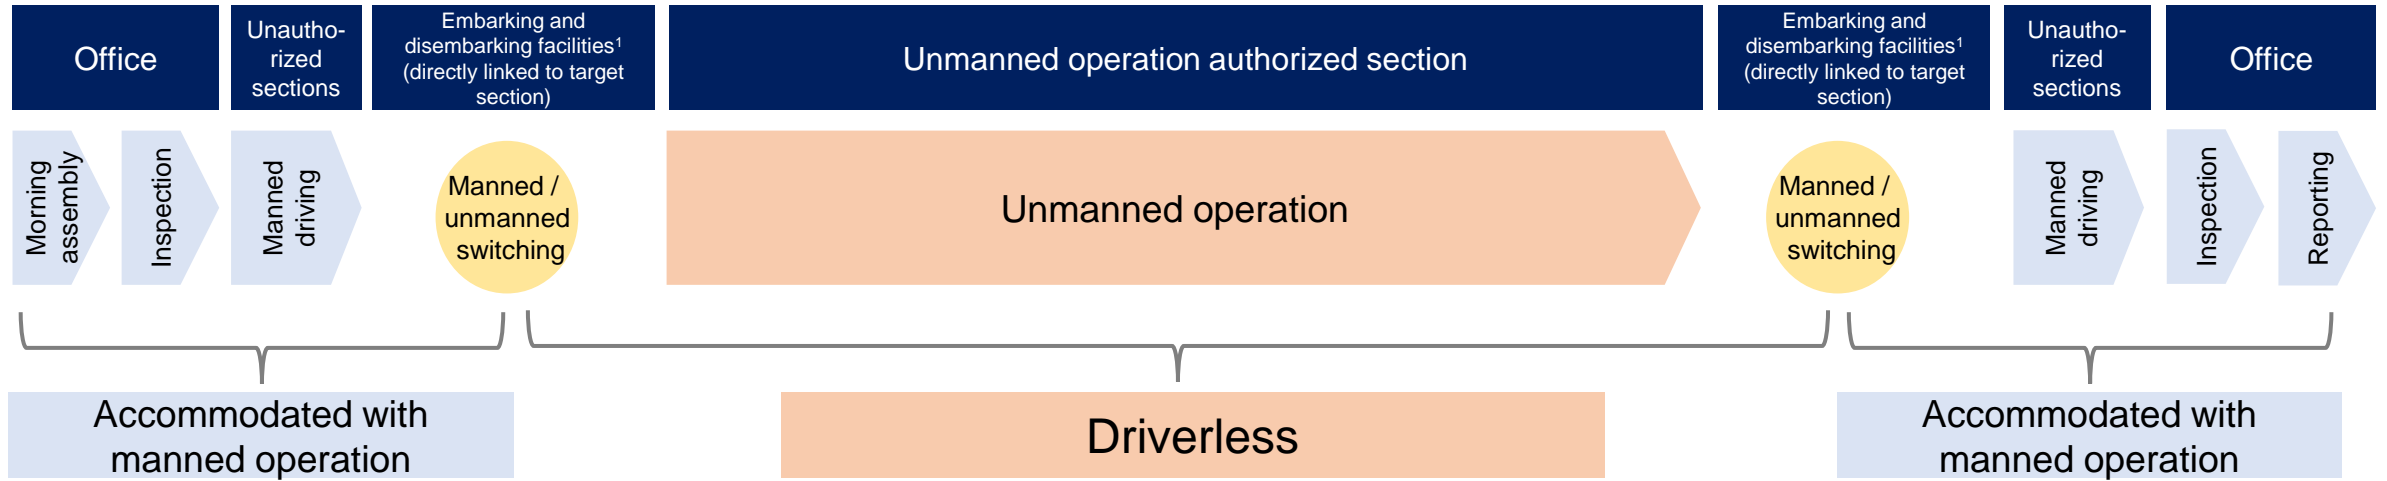 Office
Unautho-
rized
sections
Embarking and
disembarking facilities¹
(directly linked to target
section)
Unmanned operation authorized section
Embarking and
disembarking facilities¹
(directly linked to target
section)
Unautho-
rized
sections
Office
Morning
assembly
Inspection
Manned
driving
Manned /
unmanned
switching
Unmanned operation
Manned /
unmanned
switching
Manned
driving
Inspection
Reporting
Accommodated with
manned operation
Driverless
Accommodated with
manned operation